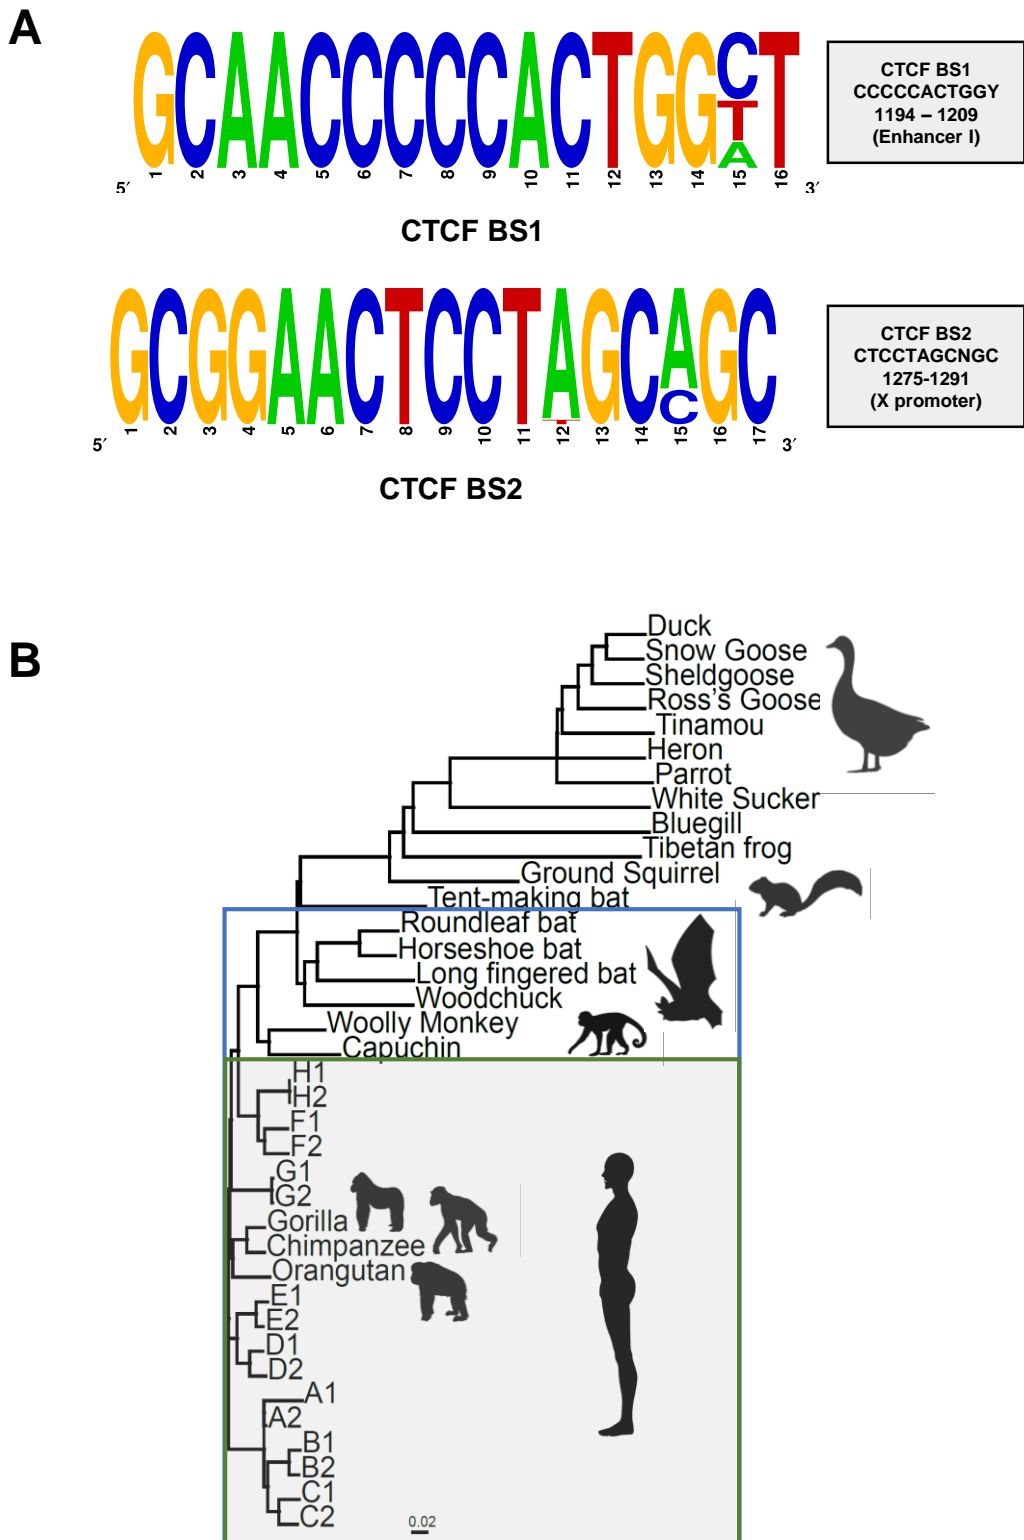 A
GCAACCCCCACTGGCT
T
A
5′ 1 2 3 4 5 6 7 8 9 10 11 12 13 14 15 16 3′
CTCF BS1
CTCF BS1
CCCCCACTGGY
1194 – 1209
(Enhancer I)
GCGGAACTCCTAGCAGC
C
5′ 1 2 3 4 5 6 7 8 9 10 11 12 13 14 15 16 17 3′
CTCF BS2
CTCF BS2
CTCCTAGCNGC
1275-1291
(X promoter)
B
Duck
Snow Goose
Sheldgoose
Ross's Goose
Tinamou
Heron
Parrot
White Sucker
Bluegill
Tibetan frog
Ground Squirrel
Tent-making bat
Roundleaf bat
Horseshoe bat
Long fingered bat
Woodchuck
Woolly Monkey
Capuchin
H1
H2
F1
F2
G1
G2
Gorilla
Chimpanzee
Orangutan
E1
E2
D1
D2
A1
A2
B1
B2
C1
C2
0.02